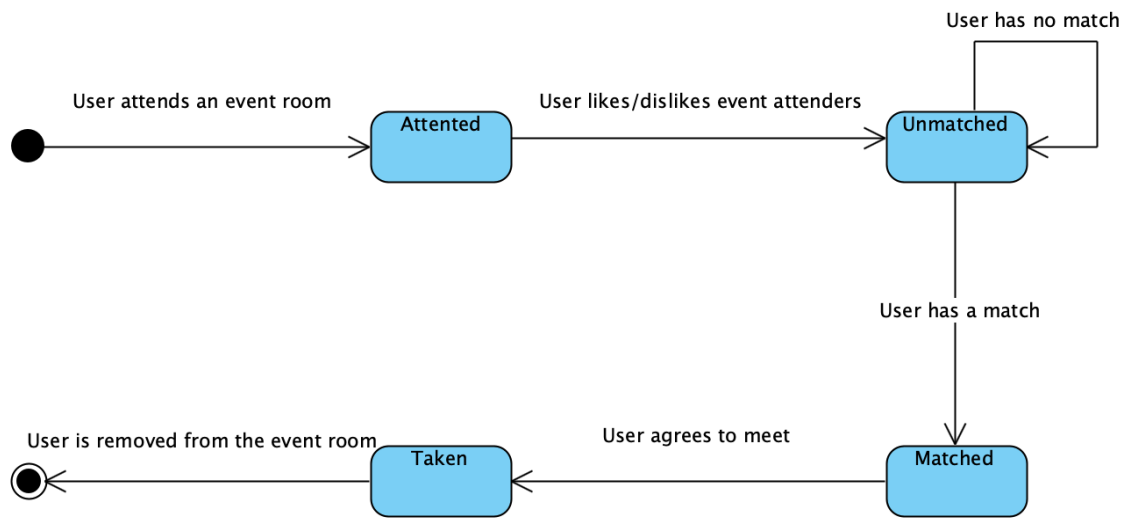 User has no match
User attends an event room
User likes/dislikes event attenders
Attented
Unmatched
User has a match
User is removed from the event room
User agrees to meet
Taken
Matched